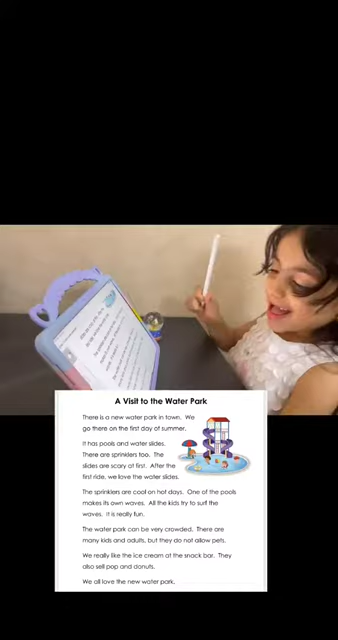 A Visit to the Water Park
There is a new water park in town. We
go there on the first day of summer.
It has pools and water slides.
There are sprinklers too. The
slides are scary at first. After the
first ride, we love the water slides.
The sprinklers are cool on hot days. One of the pools
makes its own waves. All the kids try to surf the
waves. It is really fun.
The water park can be very crowded. There are
many kids and adults, but they do not allow pets.
We really like the ice cream at the snack bar. They
also sell pop and donuts.
We all love the new water park.